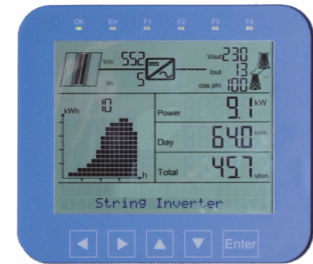 OK Err F1 F2 F3 F4
Vin 552 Vout 230
Iin 5 Iout 13
cos phi 100
kWh 10
Power 9.1 kW
Day 64.0 kWh
Total 45.7 MWh
h
String Inverter
Enter